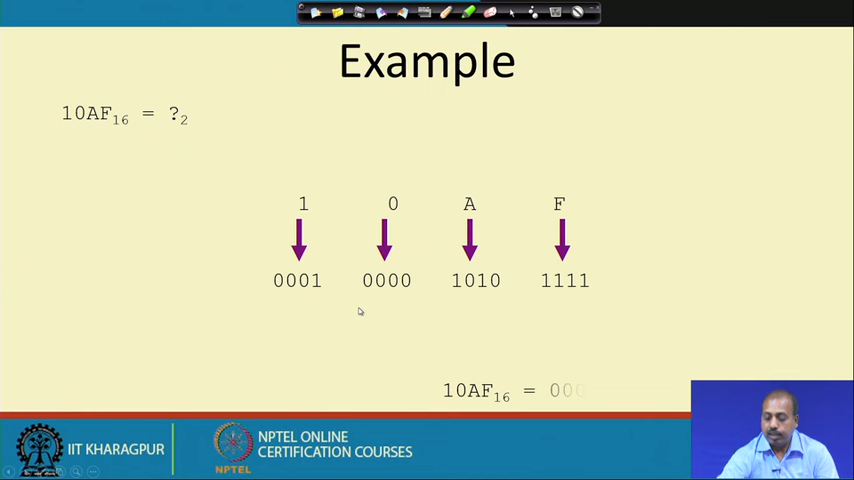 Example
10AF₁₆ = ?₂
1 0 A F
0001 0000 1010 1111
10AF₁₆ = 000
IIT KHARAGPUR
NPTEL
NPTEL ONLINE
CERTIFICATION COURSES